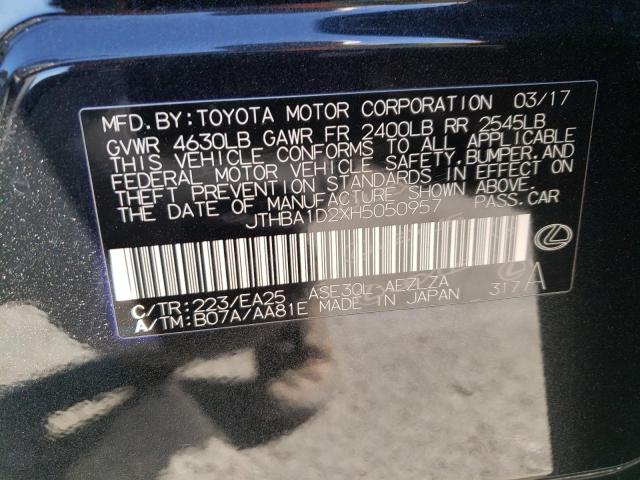 MFD.BY:TOYOTA MOTOR CORPORATION 03/17
GVWR 4630LB GAWR FR 2400LB RR 2545LB
THIS VEHICLE CONFORMS TO ALL APPLICABLE
FEDERAL MOTOR VEHICLE SAFETY,BUMPER,AND
THEFT PREVENTION STANDARDS IN EFFECT ON
THE DATE OF MANUFACTURE SHOWN ABOVE.
JTHBA1D2XH5050957 PASS.CAR
C/TR:223/EA25 ASE30L AEZLZA
A/TM:B07A/AA81E MADE IN JAPAN 317A